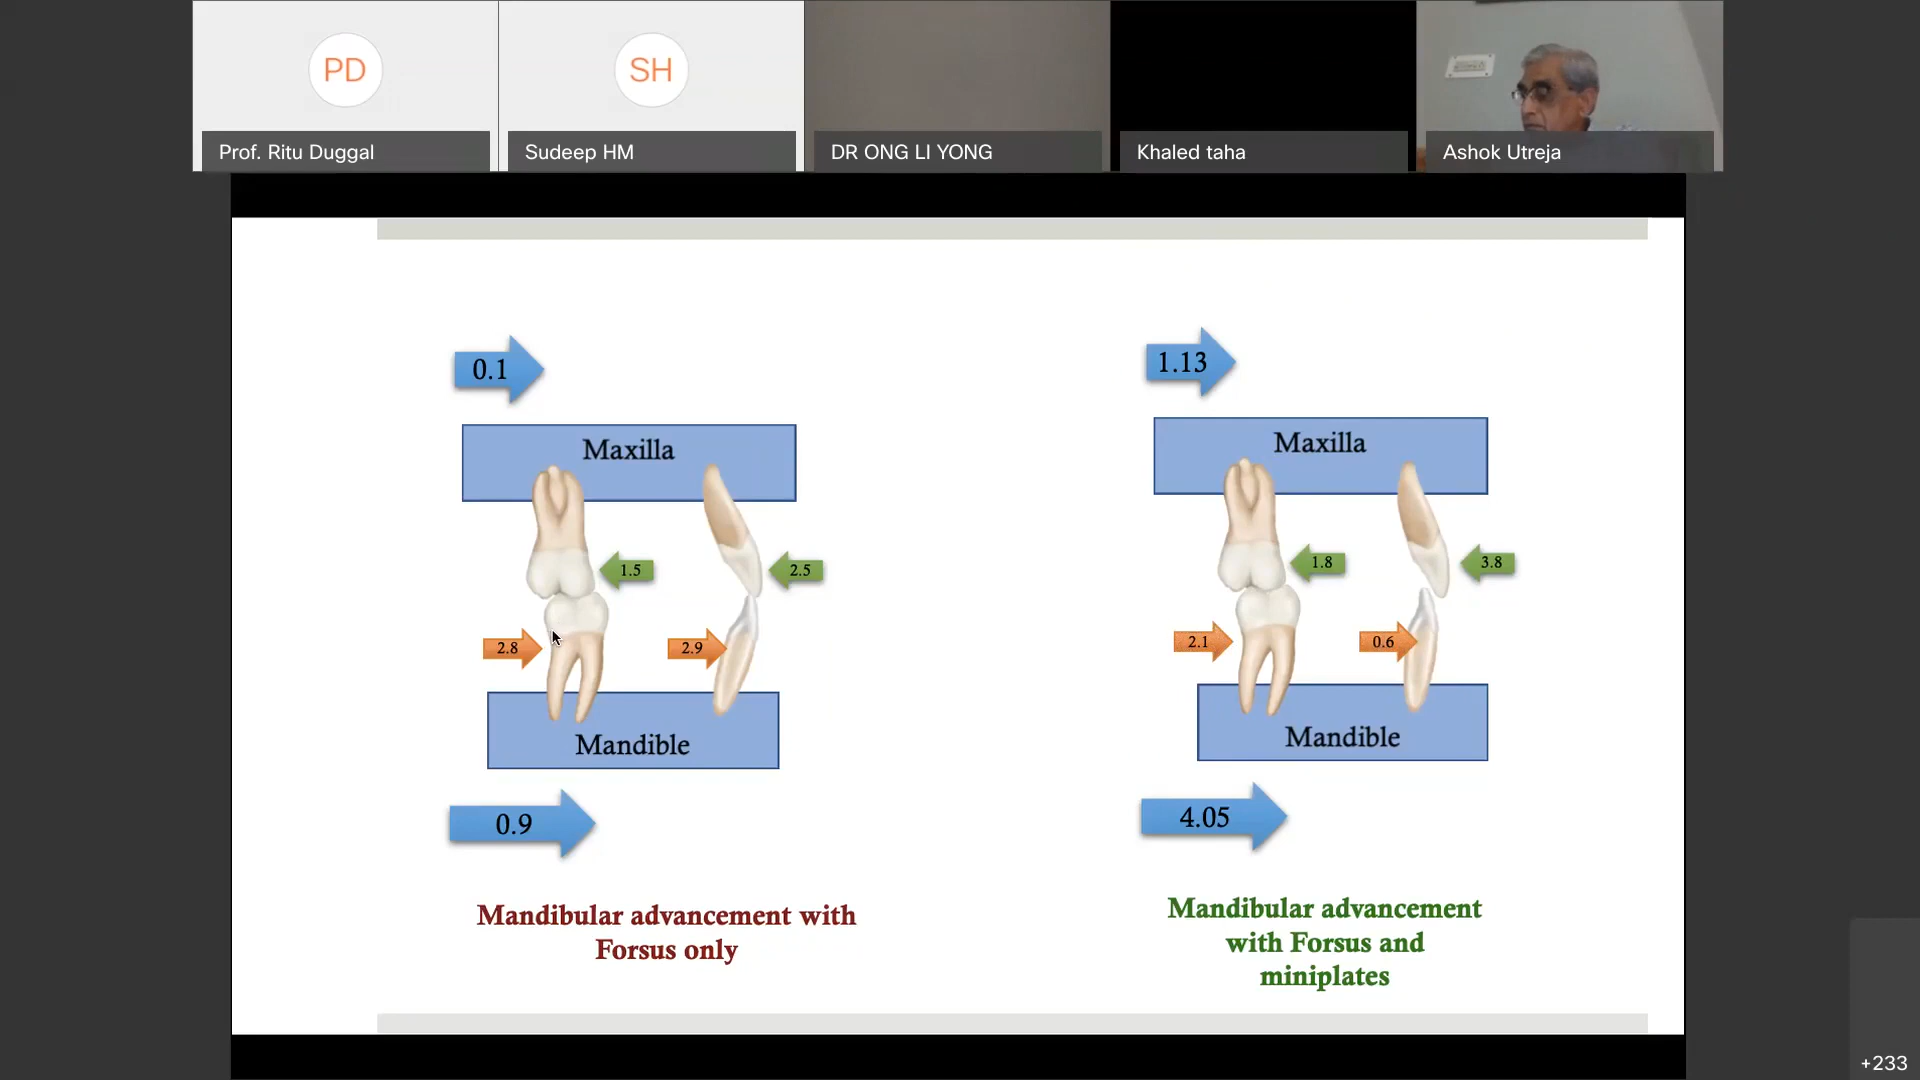 PD
SH
Prof. Ritu Duggal
Sudeep HM
DR ONG LI YONG
Khaled taha
Ashok Utreja
0.1
Maxilla
1.5
2.5
2.8
2.9
Mandible
0.9
Mandibular advancement with
Forsus only
1.13
Maxilla
1.8
3.8
2.1
0.6
Mandible
4.05
Mandibular advancement
with Forsus and
miniplates
+233